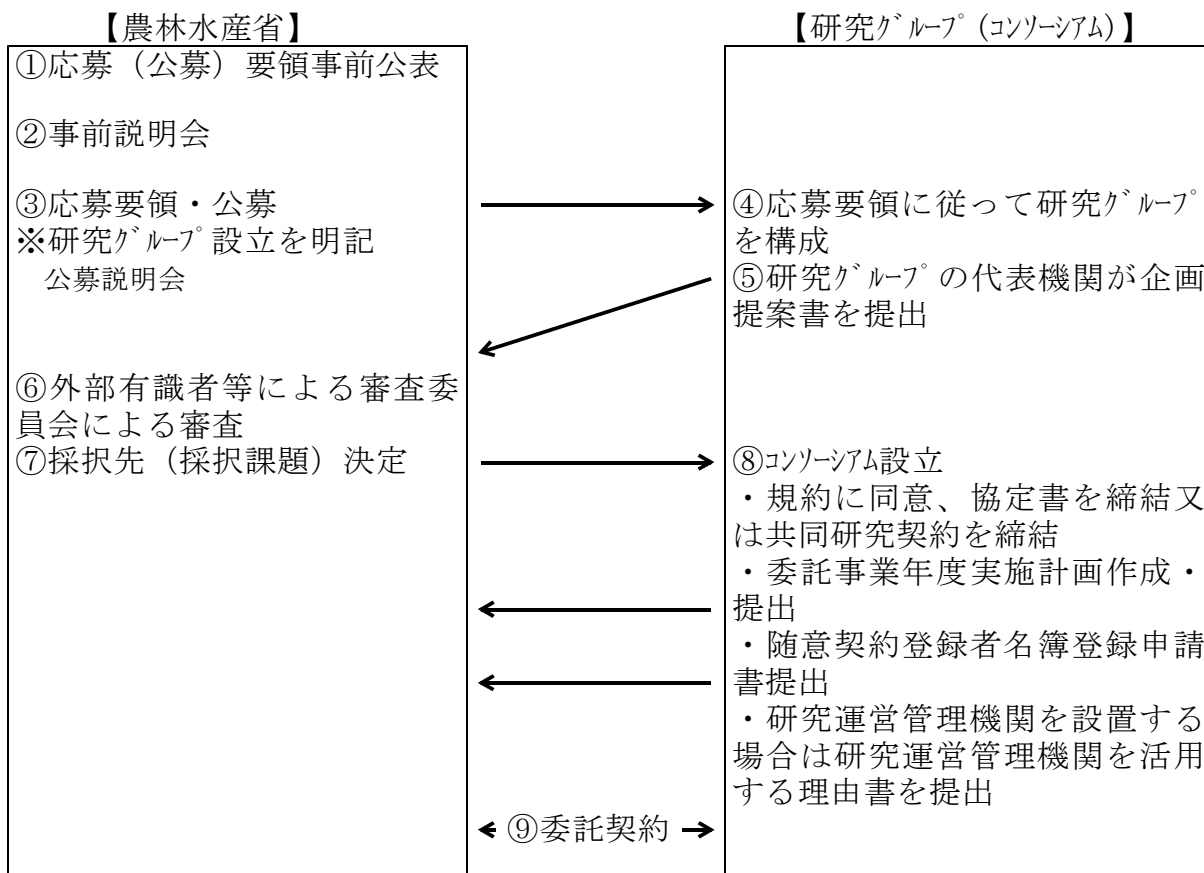 【農林水産省】
【研究グループ(コンソーシアム)】
①応募(公募)要領事前公表
②事前説明会
③応募要領・公募
※研究グループ設立を明記
公募説明会
④応募要領に従って研究グループ
を構成
⑤研究グループの代表機関が企画
提案書を提出
⑥外部有識者等による審査委
員会による審査
⑦採択先(採択課題)決定
⑧コンソーシアム設立
・規約に同意、協定書を締結又
は共同研究契約を締結
・委託事業年度実施計画作成・
提出
・随意契約登録者名簿登録申請
書提出
・研究運営管理機関を設置する
場合は研究運営管理機関を活用
する理由書を提出
⑨委託契約